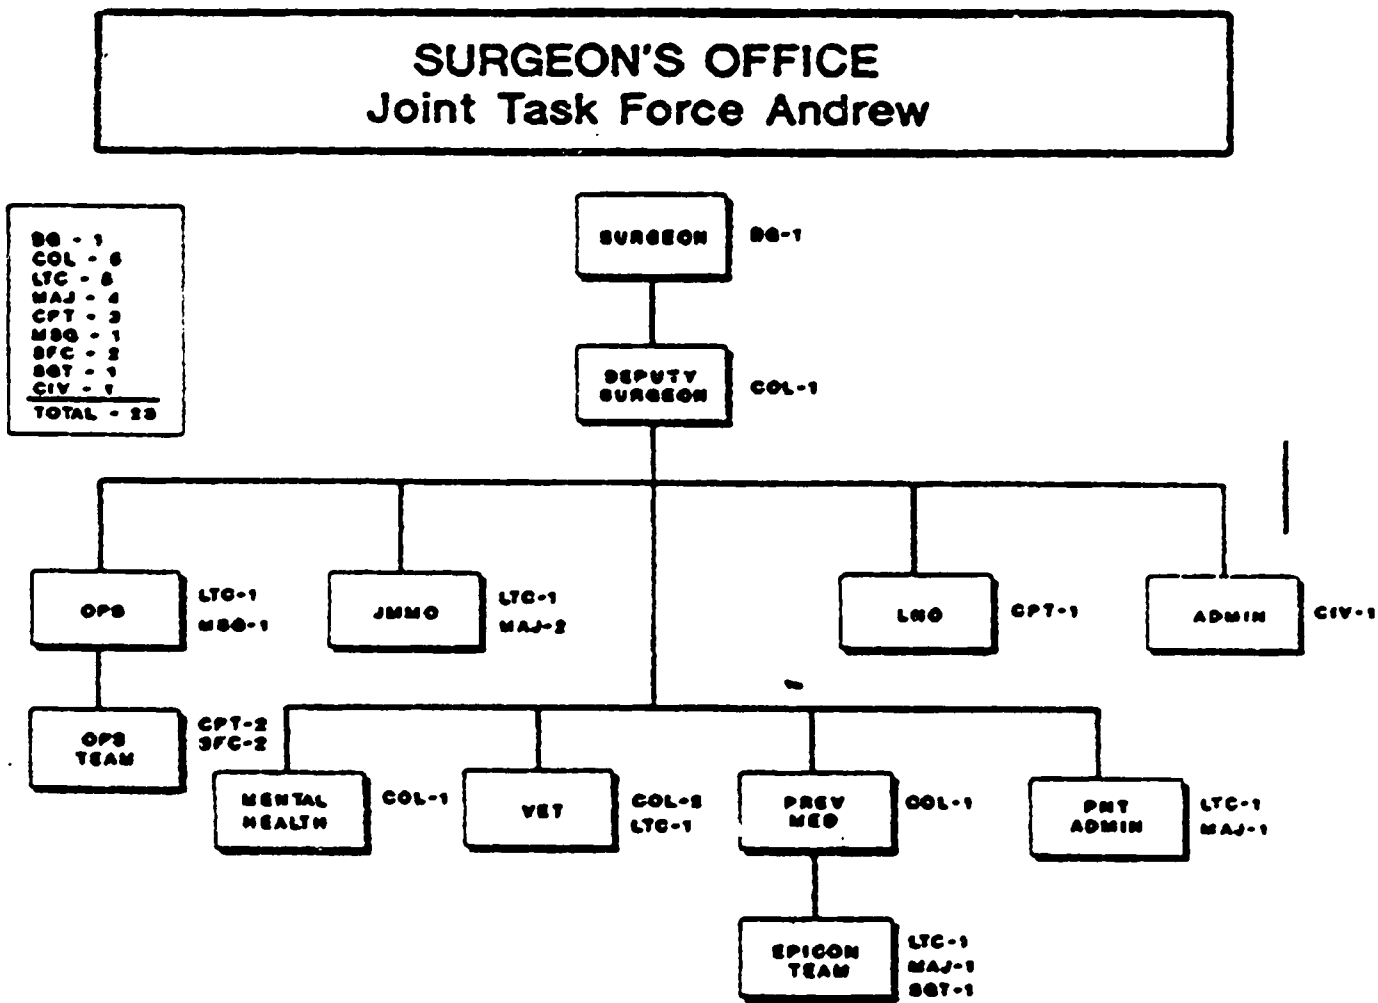 SURGEON'S OFFICE
Joint Task Force Andrew
BG - 1
COL - 5
LTC - 5
MAJ - 4
CPT - 3
MSG - 1
SFC - 2
SGT - 1
CIV - 1
TOTAL - 23
SURGEON
BG-1
DEPUTY
SURGEON
COL-1
OPS
LTC-1
MSG-1
JMMO
LTC-1
MAJ-2
LNO
CPT-1
ADMIN
CIV-1
OPS
TEAM
CPT-2
SFC-2
MENTAL
HEALTH
COL-1
VET
COL-2
LTC-1
PREV
MED
COL-1
PNT
ADMIN
LTC-1
MAJ-1
EPICON
TEAM
LTC-1
MAJ-1
SGT-1